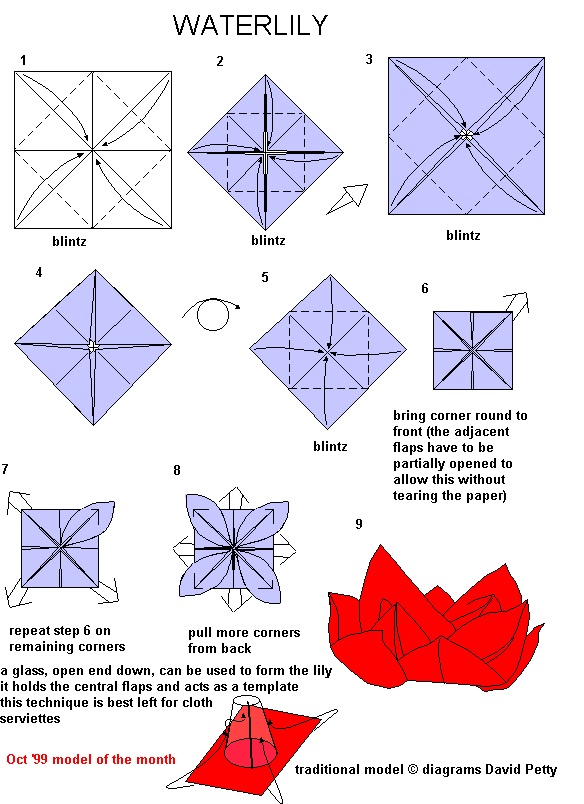 WATERLILY
1
blintz
2
blintz
3
blintz
4
5
blintz
6
bring corner round to
front (the adjacent
flaps have to be
partially opened to
allow this without
tearing the paper)
7
repeat step 6 on
remaining corners
8
pull more corners
from back
9
a glass, open end down, can be used to form the lily
it holds the central flaps and acts as a template
this technique is best left for cloth
serviettes
Oct '99 model of the month
traditional model © diagrams David Petty